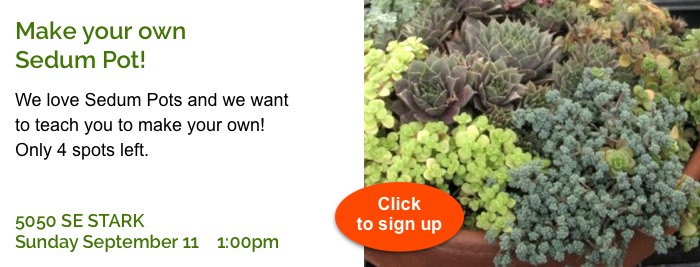 Make your own
Sedum Pot!
We love Sedum Pots and we want
to teach you to make your own!
Only 4 spots left.
Click
to sign up
5050 SE STARK
Sunday September 11 1:00pm